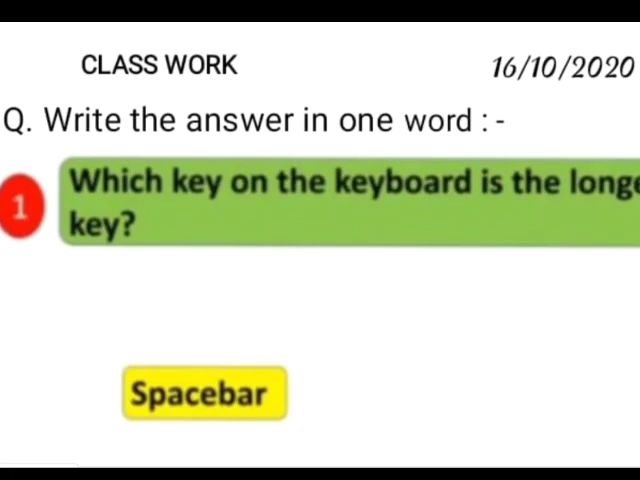 CLASS WORK 16/10/2020
Q. Write the answer in one word : -
1 Which key on the keyboard is the longe
key?
Spacebar